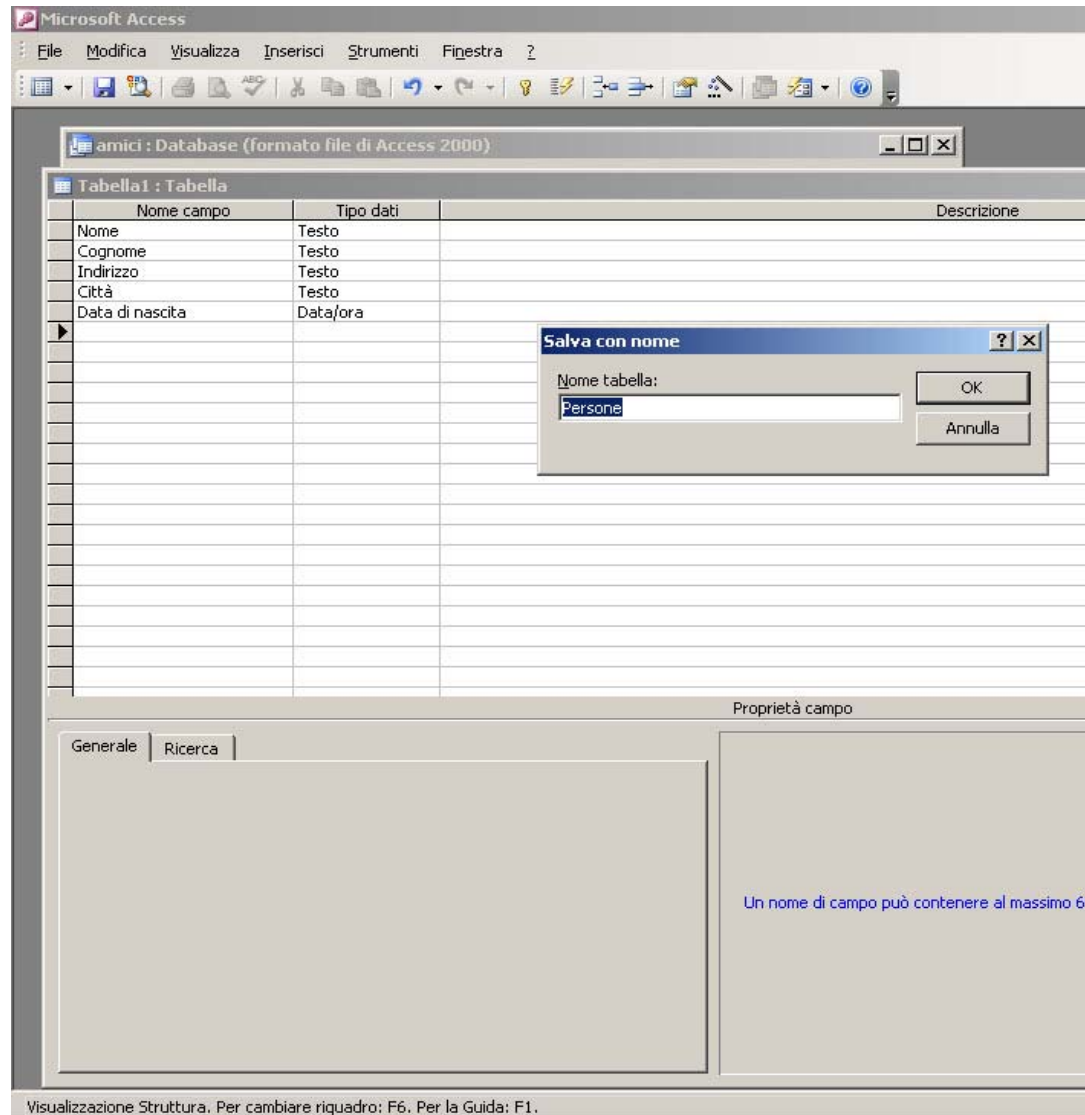 Microsoft Access
File Modifica Visualizza Inserisci Strumenti Finestra ?
amici : Database (formato file di Access 2000)
Tabella1 : Tabella
Nome campo Tipo dati Descrizione
Nome Testo
Cognome Testo
Indirizzo Testo
Città Testo
Data di nascita Data/ora
Salva con nome
Nome tabella:
Persone
OK
Annulla
Proprietà campo
Generale Ricerca
Un nome di campo può contenere al massimo 6
Visualizzazione Struttura. Per cambiare riquadro: F6. Per la Guida: F1.